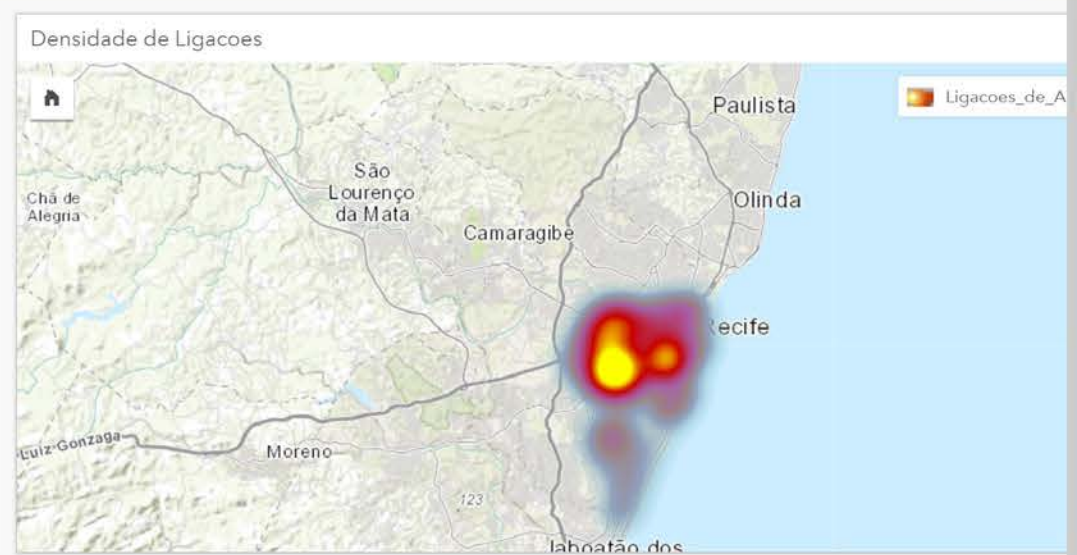 Densidade de Ligacoes
Ligacoes_de_A
Paulista
São
Lourenço
da Mata
Chã de
Alegria
Olinda
Camaragibe
ecife
Luiz-Gonzaga
Moreno
123
Jaboatão dos